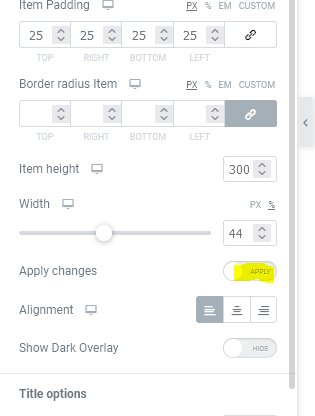 Item Padding PX % EM CUSTOM
25 25 25 25
TOP RIGHT BOTTOM LEFT
Border radius Item PX % EM CUSTOM
TOP RIGHT BOTTOM LEFT
Item height 300
Width PX %
44
Apply changes APPLY
Alignment
Show Dark Overlay HIDE
Title options